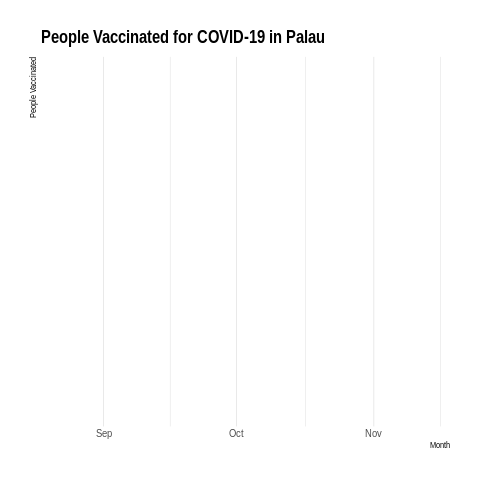 People Vaccinated for COVID-19 in Palau
People Vaccinated
Sep
Oct
Nov
Month